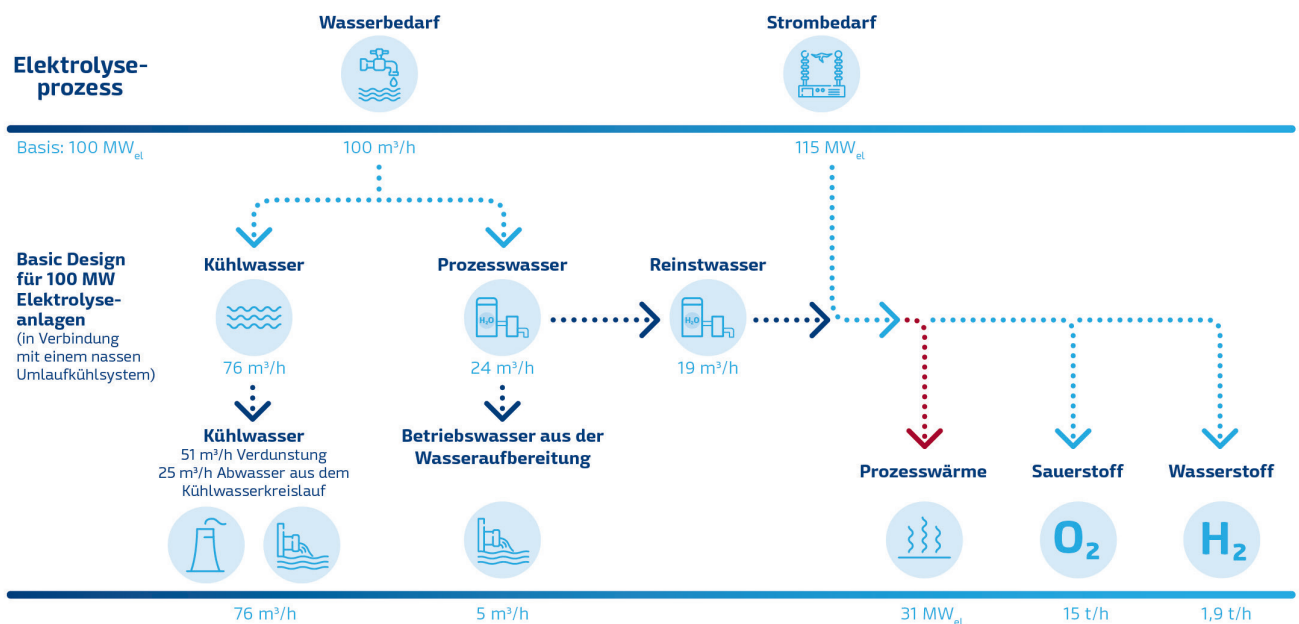 Wasserbedarf
Strombedarf
Elektrolyse-
prozess
Basis: 100 MWel
100 m³/h
115 MWel
Basic Design
für 100 MW
Elektrolyse-
anlagen
(in Verbindung
mit einem nassen
Umlaufkühlsystem)
Kühlwasser
76 m³/h
Prozesswasser
H₂O
24 m³/h
Reinstwasser
H₂O
19 m³/h
Kühlwasser
51 m³/h Verdunstung
25 m³/h Abwasser aus dem
Kühlwasserkreislauf
Betriebswasser aus der
Wasseraufbereitung
Prozesswärme
Sauerstoff
Wasserstoff
O₂
H₂
76 m³/h
5 m³/h
31 MWel
15 t/h
1,9 t/h